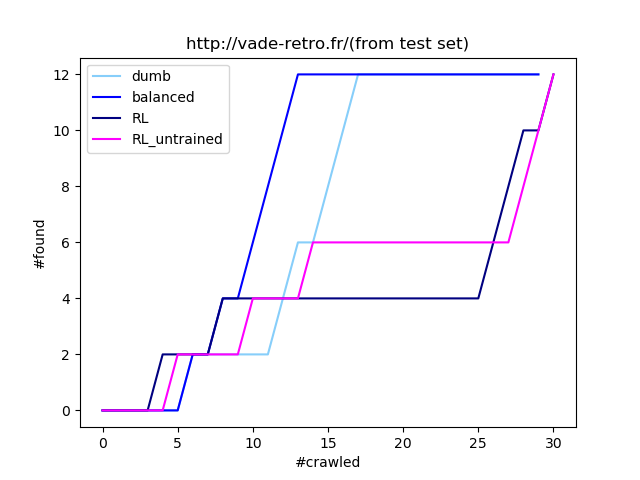 http://vade-retro.fr/(from test set)
dumb
balanced
RL
RL_untrained
12
10
8
6
4
2
0
#found
0 5 10 15 20 25 30
#crawled